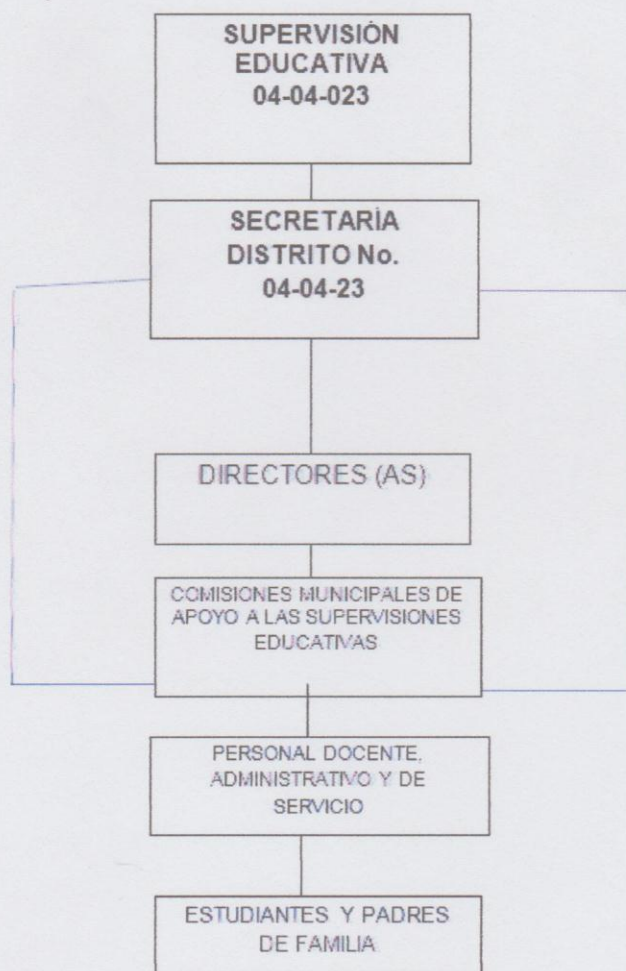 SUPERVISIÓN
EDUCATIVA
04-04-023
SECRETARÍA
DISTRITO No.
04-04-23
DIRECTORES (AS)
COMISIONES MUNICIPALES DE
APOYO A LAS SUPERVISIONES
EDUCATIVAS
PERSONAL DOCENTE,
ADMINISTRATIVO Y DE
SERVICIO
ESTUDIANTES Y PADRES
DE FAMILIA